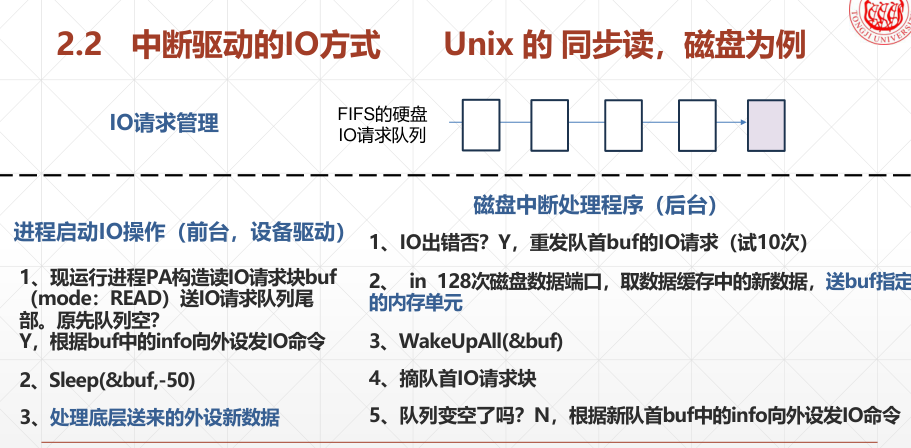 2.2 中断驱动的IO方式 Unix 的 同步读，磁盘为例
TONGJI UNIVERSITY
IO请求管理
FIFS的硬盘
IO请求队列
进程启动IO操作（前台，设备驱动）
1、现运行进程PA构造读IO请求块buf
（mode：READ）送IO请求队列尾
部。原先队列空？
Y，根据buf中的info向外设发IO命令
2、Sleep(&buf,-50)
3、处理底层送来的外设新数据
磁盘中断处理程序（后台）
1、IO出错否？Y，重发队首buf的IO请求（试10次）
2、 in 128次磁盘数据端口，取数据缓存中的新数据，送buf指定
的内存单元
3、WakeUpAll(&buf)
4、摘队首IO请求块
5、队列变空了吗？N，根据新队首buf中的info向外设发IO命令